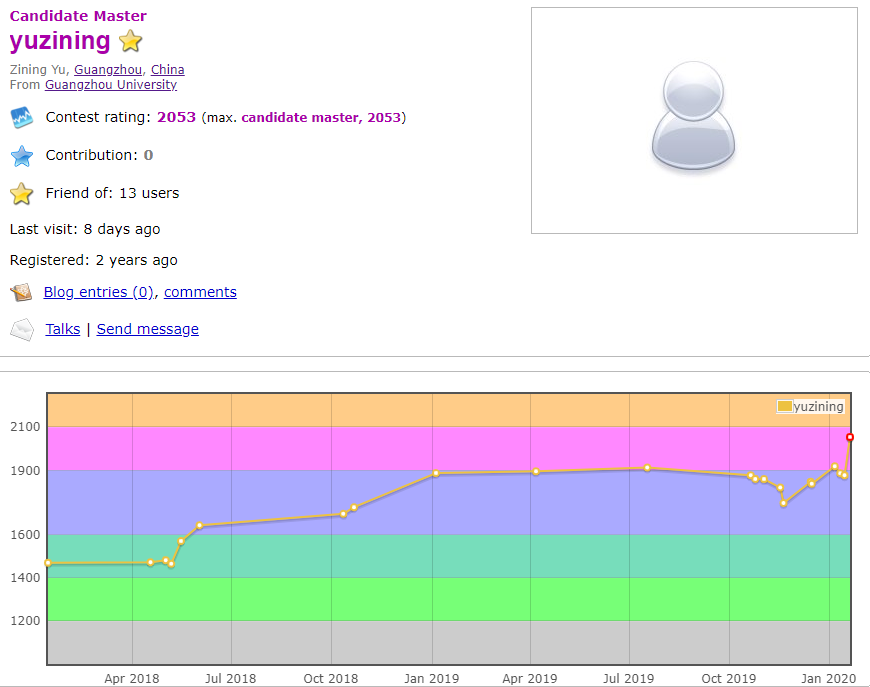 Candidate Master
yuzining
Zining Yu, Guangzhou, China
From Guangzhou University
Contest rating: 2053 (max. candidate master, 2053)
Contribution: 0
Friend of: 13 users
Last visit: 8 days ago
Registered: 2 years ago
Blog entries (0), comments
Talks | Send message
yuzining
2100
1900
1600
1400
1200
Apr 2018 Jul 2018 Oct 2018 Jan 2019 Apr 2019 Jul 2019 Oct 2019 Jan 2020